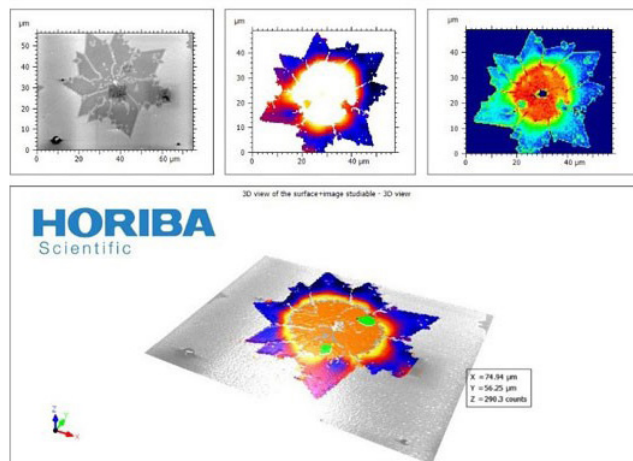 µm
50
40
30
20
10
0
0 20 40 60 µm
µm
40
30
20
10
0
0 20 40 µm
µm
40
30
20
10
0
0 20 40 µm
3D view of the surface+image studiable - 3D view
HORIBA
Scientific
X = 74.94 µm
Y = 56.25 µm
Z = 290.3 counts
Z
Y
X